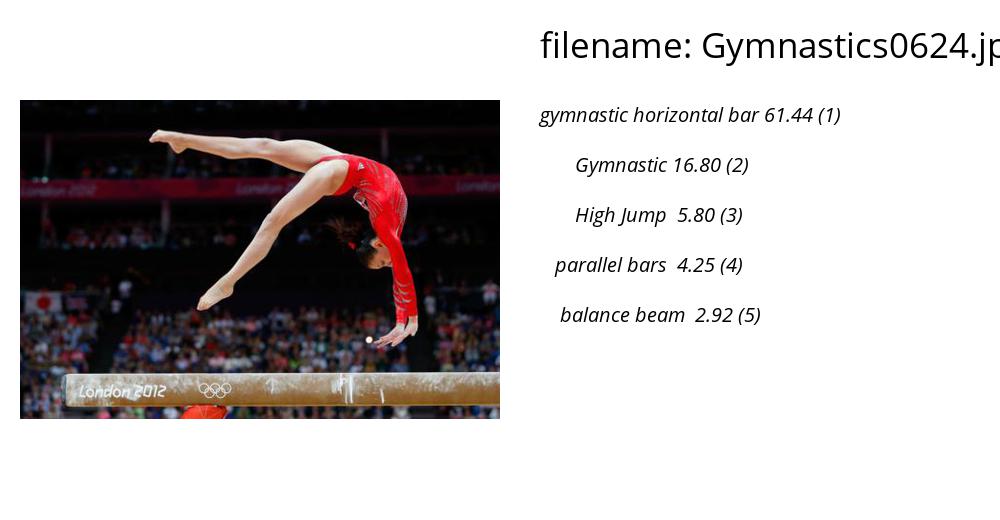 filename: Gymnastics0624.jp
gymnastic horizontal bar 61.44 (1)
Gymnastic 16.80 (2)
High Jump 5.80 (3)
parallel bars 4.25 (4)
balance beam 2.92 (5)
London 2012
London 2012
London 2012
London 2012